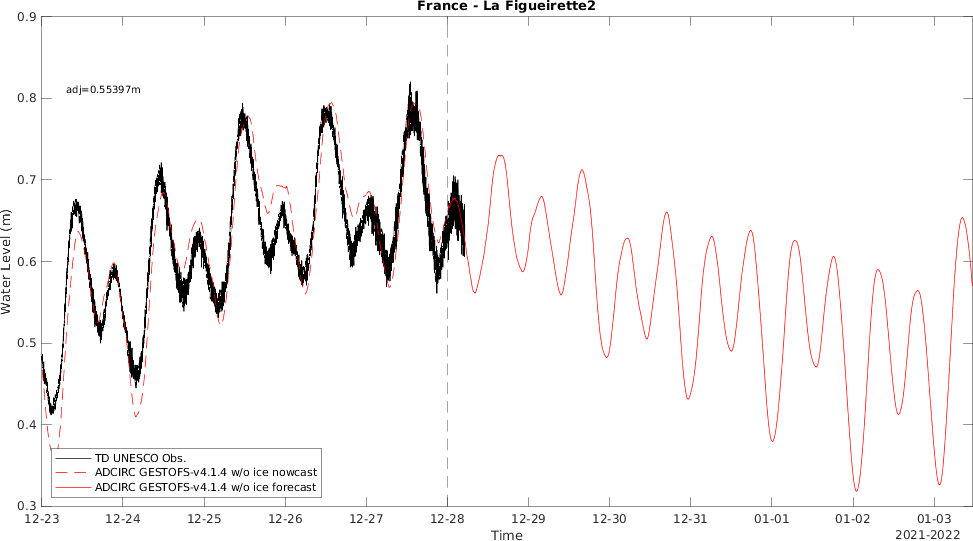 France - La Figueirette2
adj=0.55397m
Water Level (m)
0.9
0.8
0.7
0.6
0.5
0.4
0.3
TD UNESCO Obs.
ADCIRC GESTOFS-v4.1.4 w/o ice nowcast
ADCIRC GESTOFS-v4.1.4 w/o ice forecast
12-23 12-24 12-25 12-26 12-27 12-28 12-29 12-30 12-31 01-01 01-02 01-03
Time
2021-2022